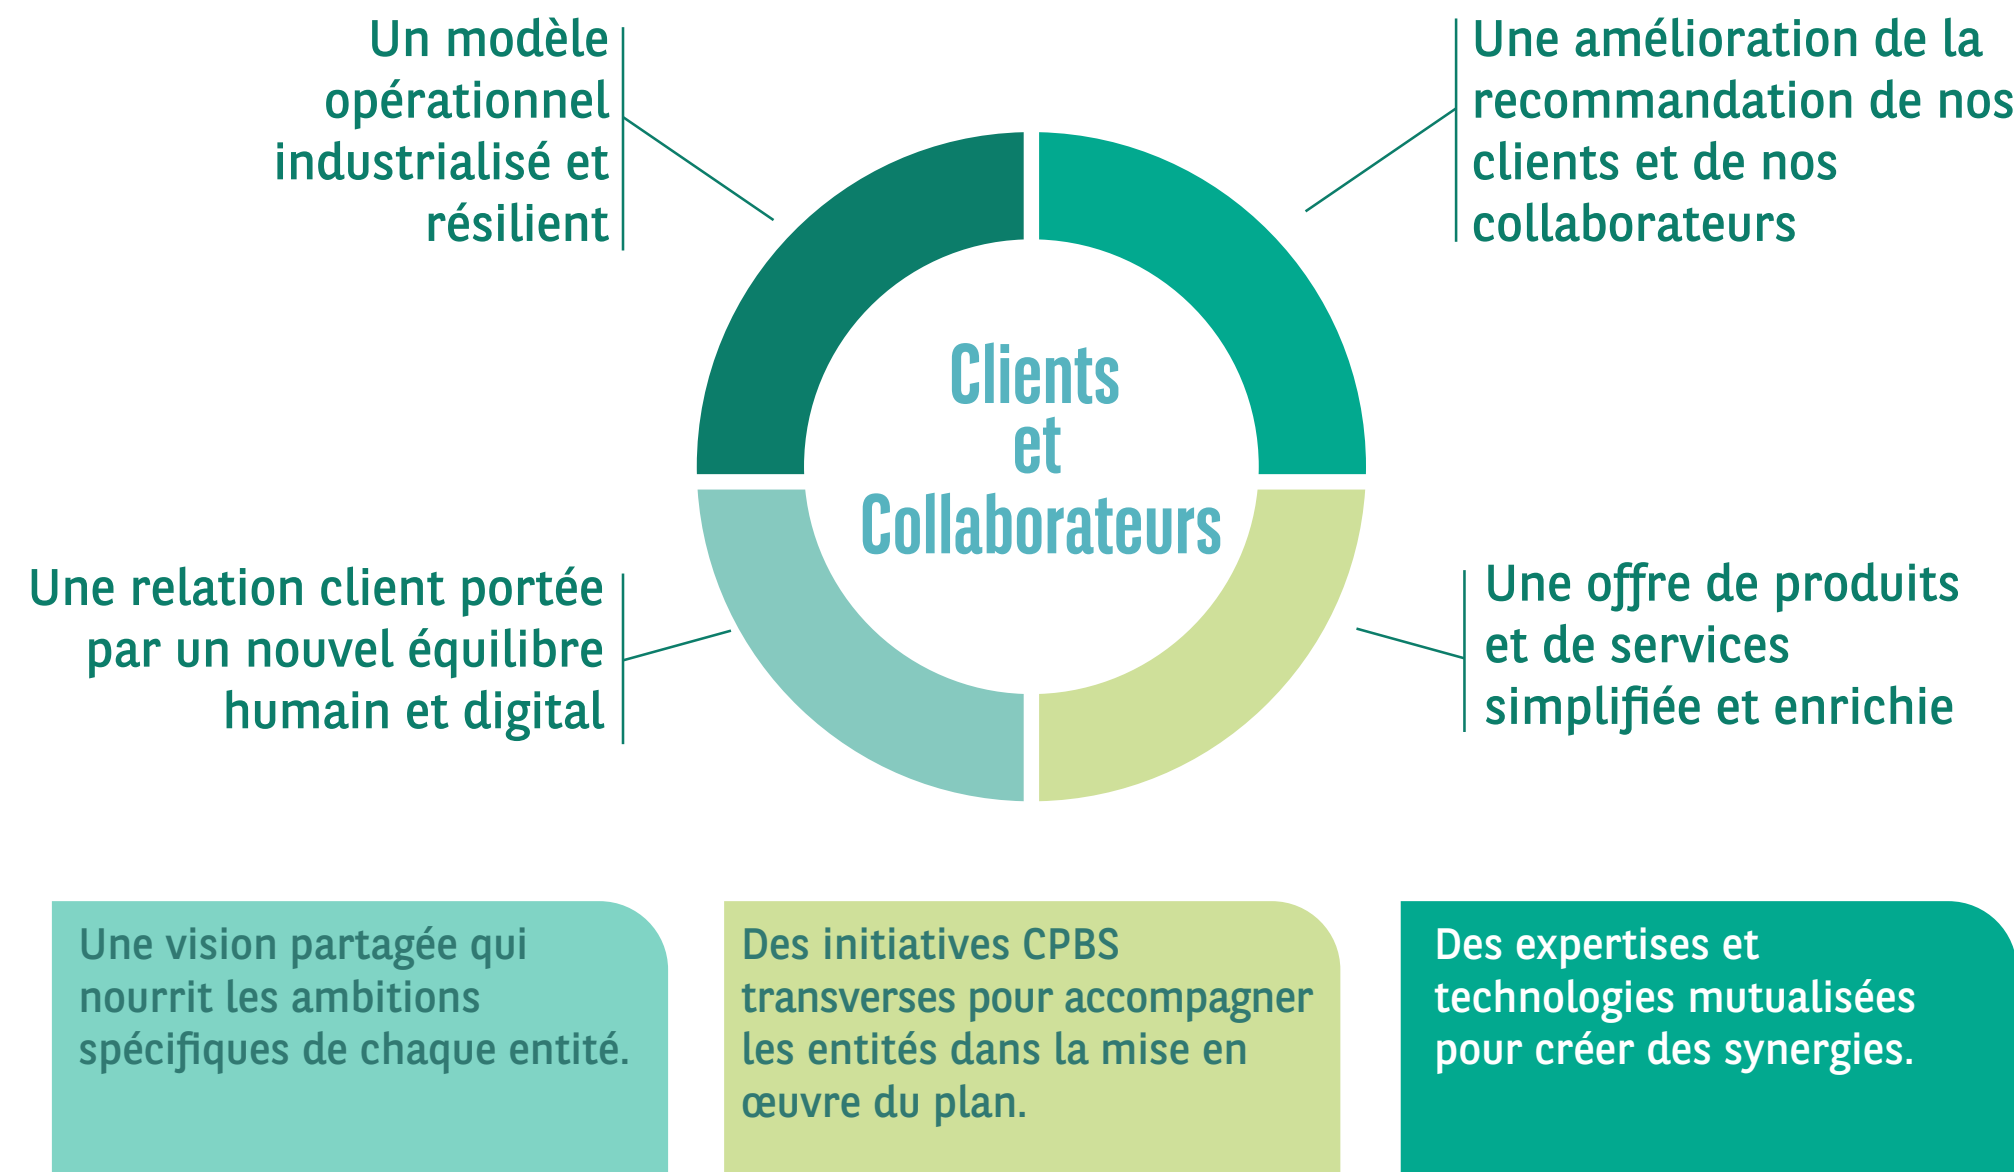 Un modèle
opérationnel
industrialisé et
résilient
Une amélioration de la
recommandation de nos
clients et de nos
collaborateurs
Clients
et
Collaborateurs
Une relation client portée
par un nouvel équilibre
humain et digital
Une offre de produits
et de services
simplifiée et enrichie
Une vision partagée qui
nourrit les ambitions
spécifiques de chaque entité.
Des initiatives CPBS
transverses pour accompagner
les entités dans la mise en
œuvre du plan.
Des expertises et
technologies mutualisées
pour créer des synergies.